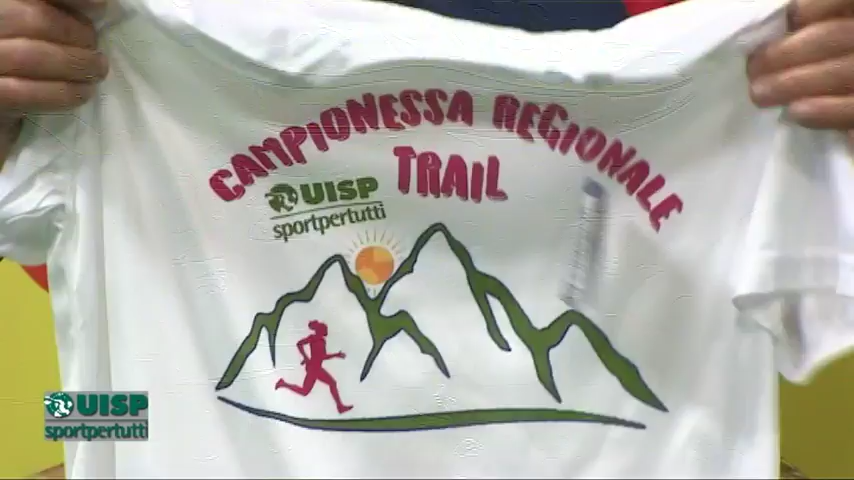 CAMPIONESSA REGIONALE
TRAIL
UISP
sportpertutti
UISP
sportpertutti